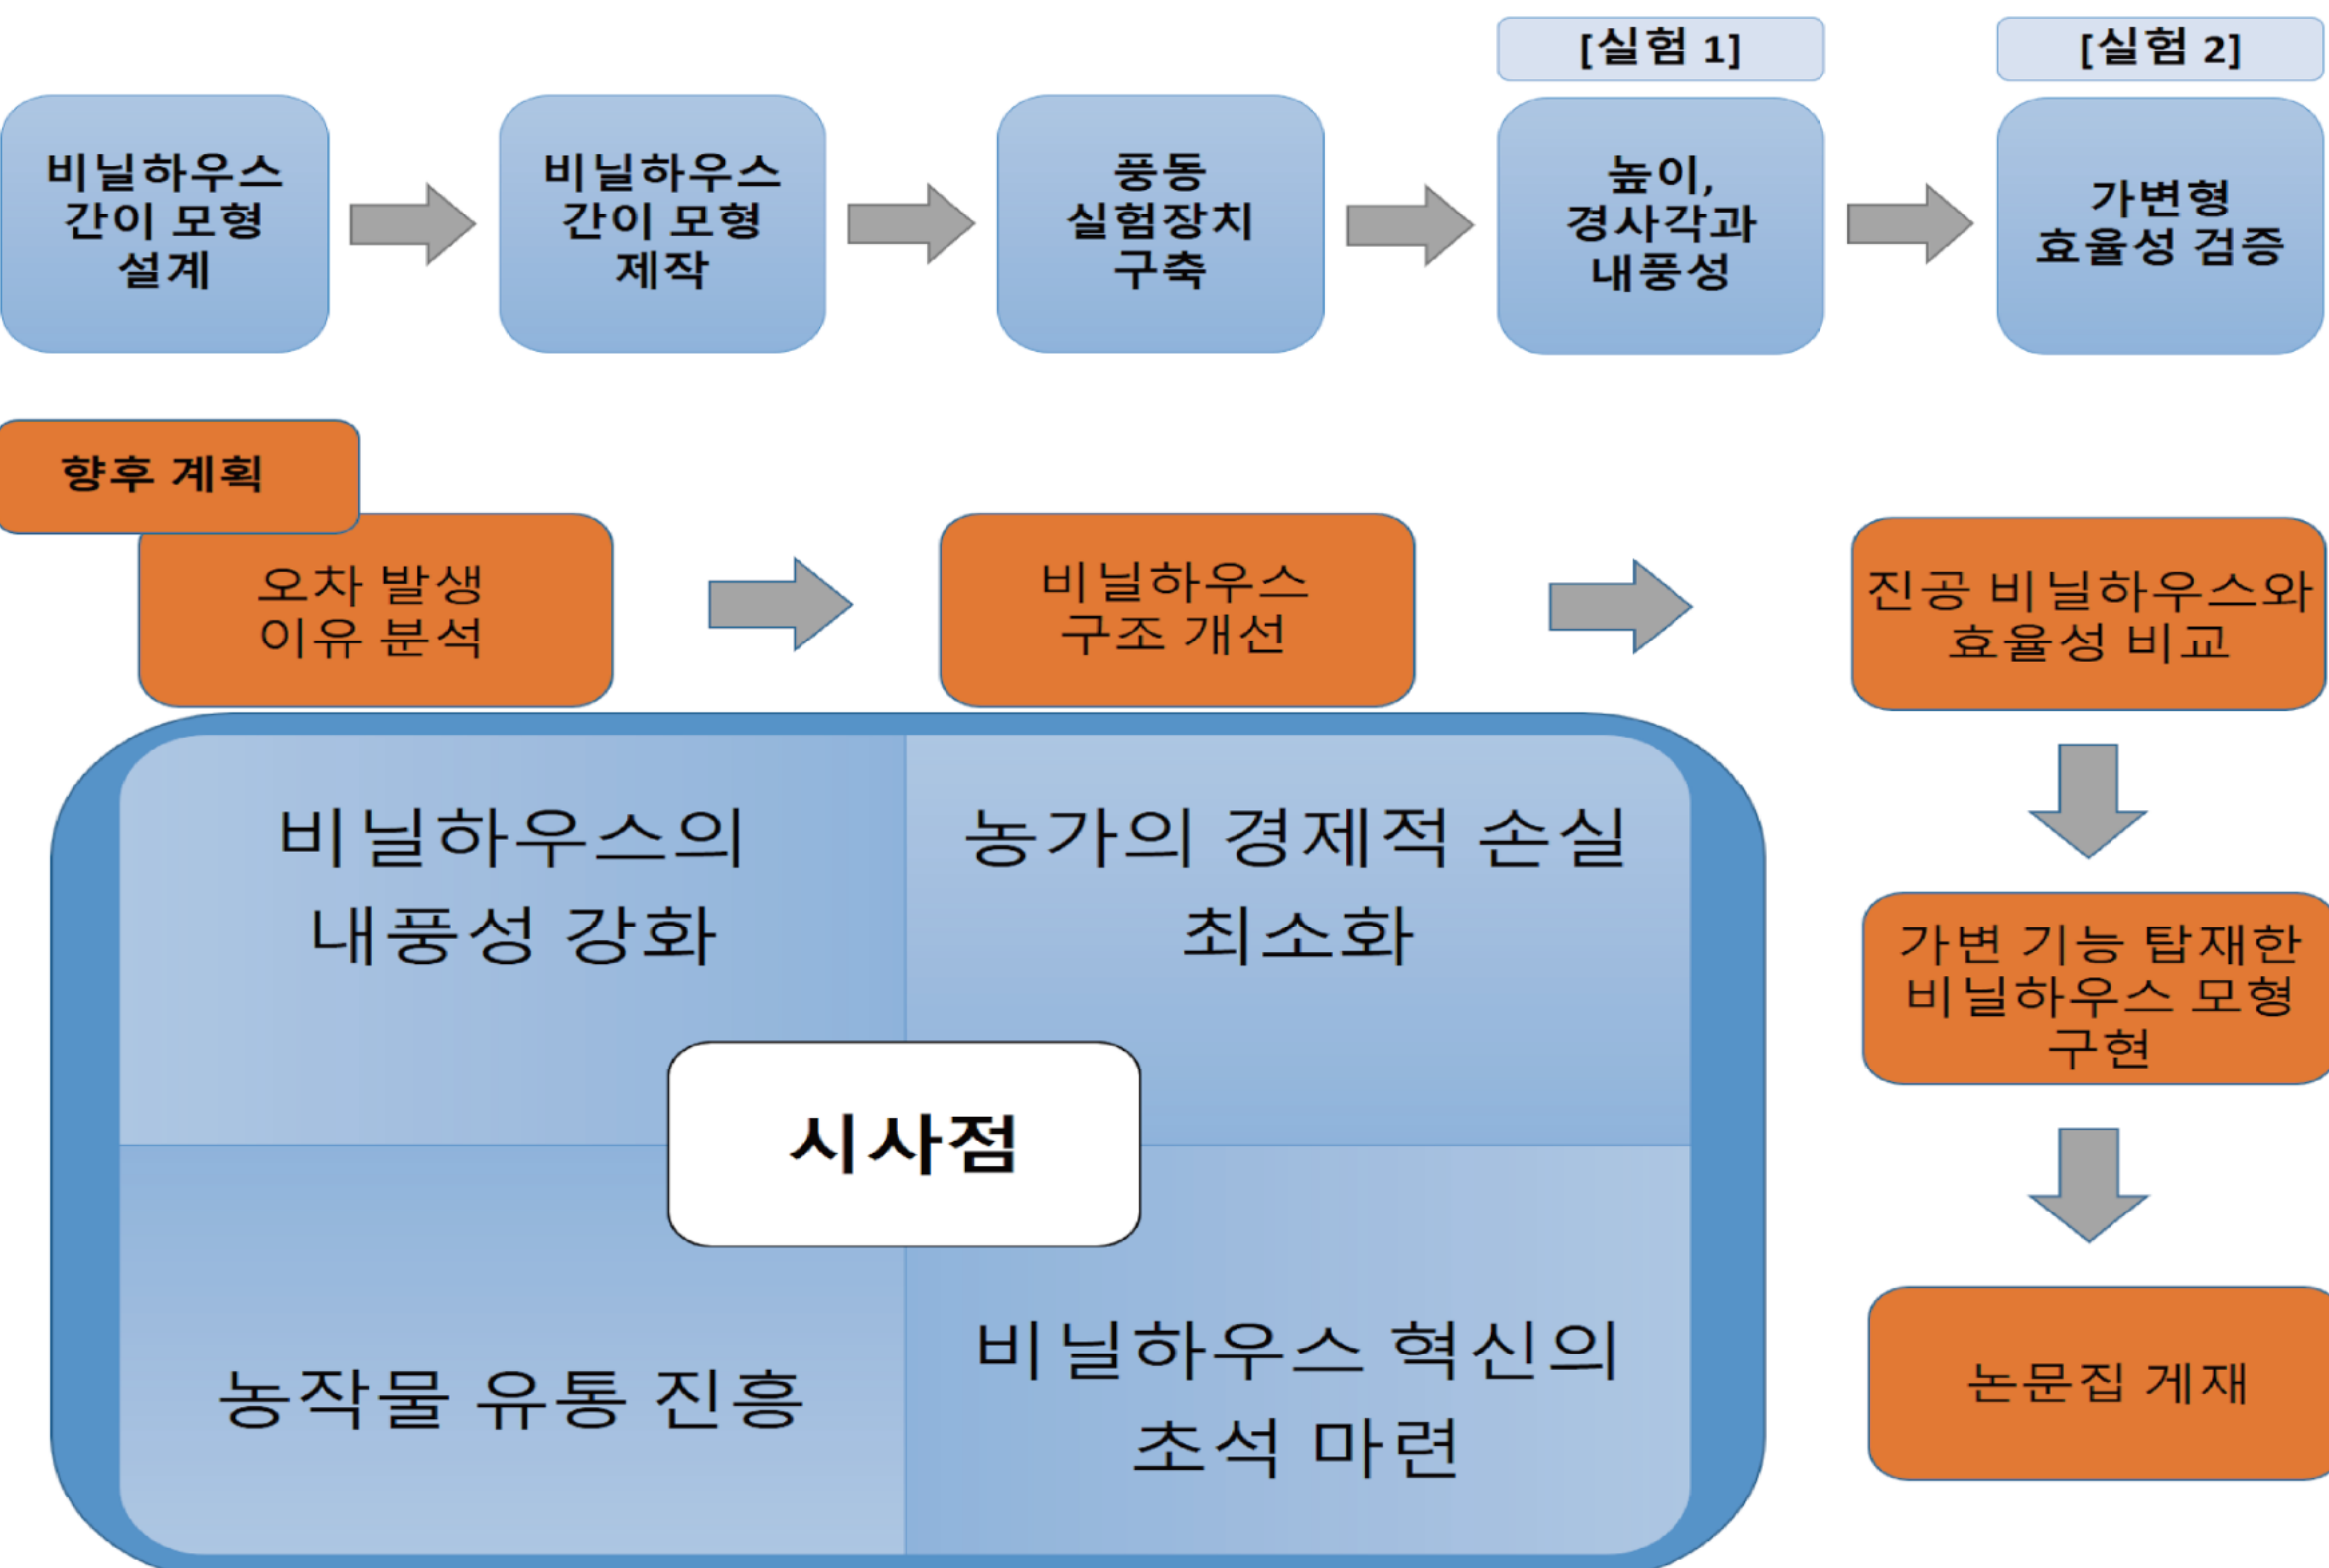 [실험 1]
[실험 2]
비닐하우스
간이 모형
설계
비닐하우스
간이 모형
제작
풍동
실험장치
구축
높이,
경사각과
내풍성
가변형
효율성 검증
향후 계획
오차 발생
이유 분석
비닐하우스
구조 개선
진공 비닐하우스와
효율성 비교
가변 기능 탑재한
비닐하우스 모형
구현
논문집 게재
비닐하우스의
내풍성 강화
농가의 경제적 손실
최소화
시사점
농작물 유통 진흥
비닐하우스 혁신의
초석 마련